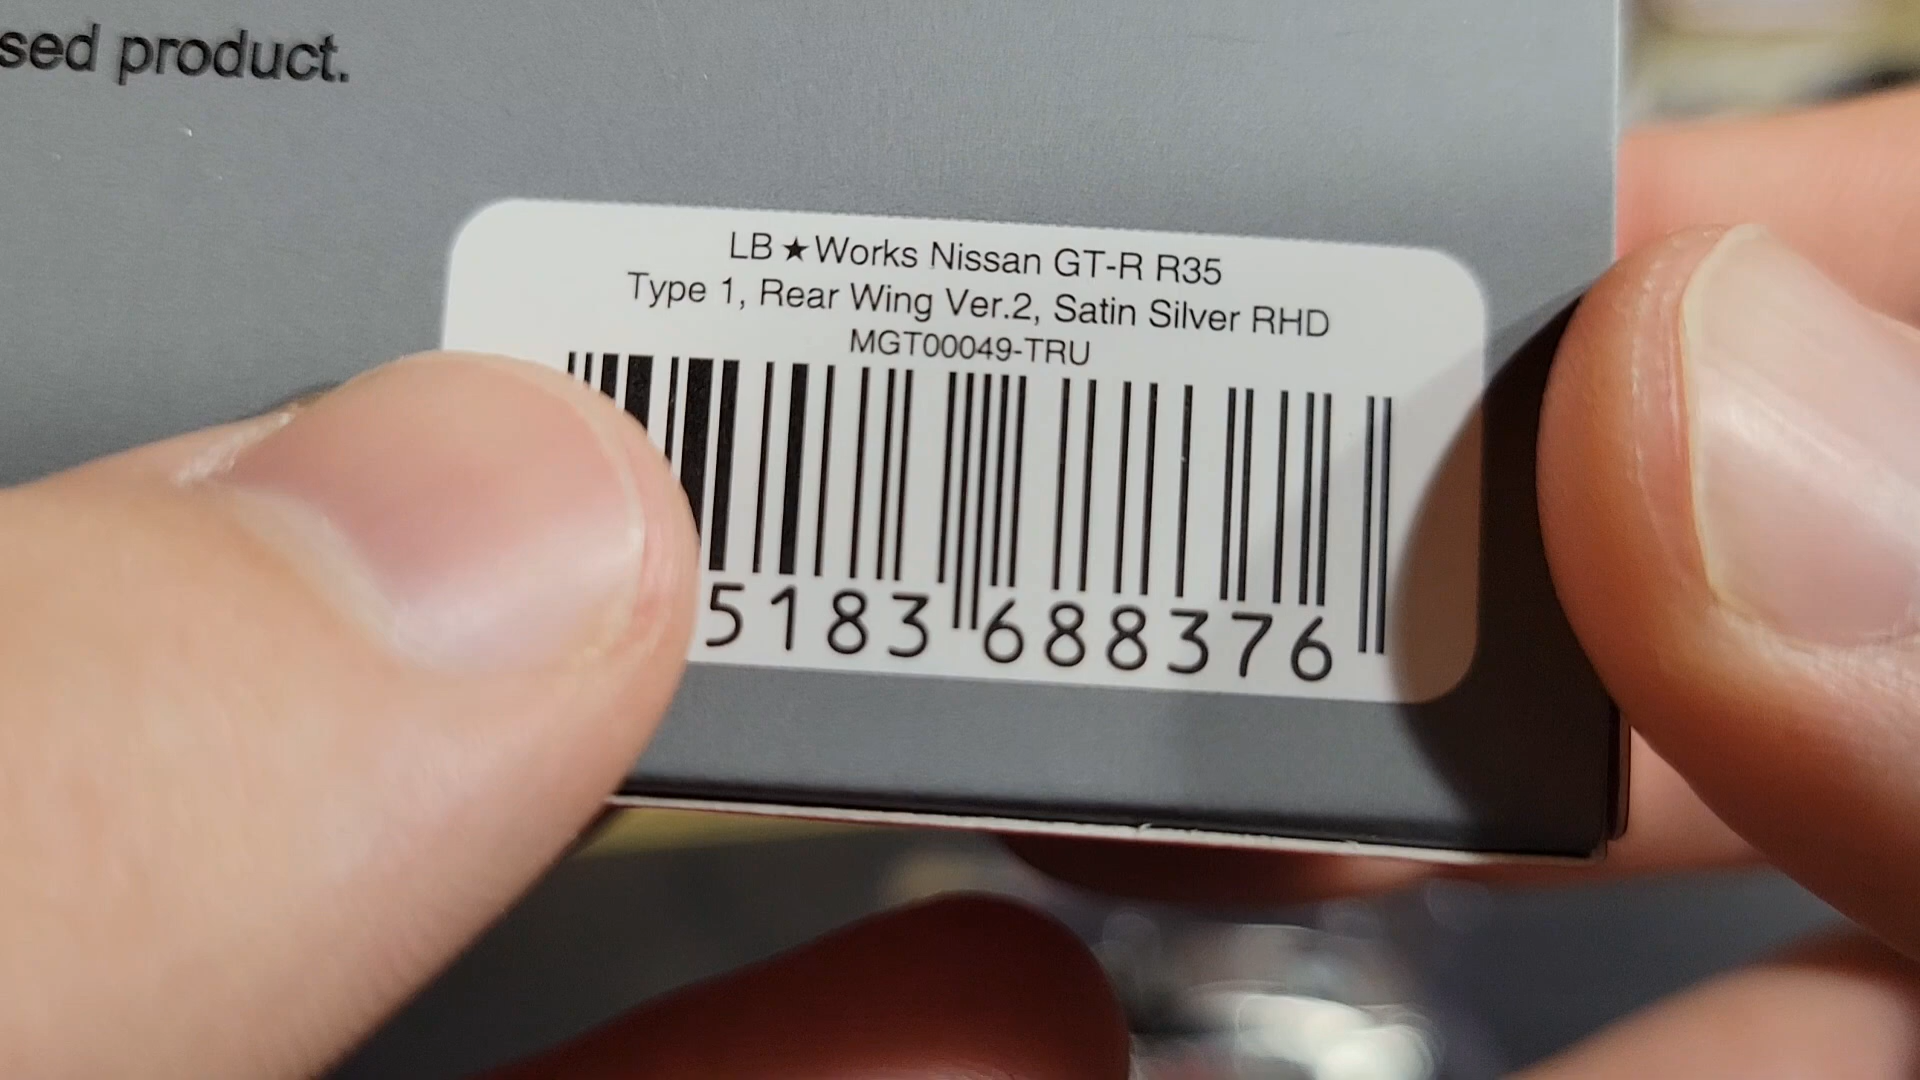 sed product.
LB★Works Nissan GT-R R35
Type 1, Rear Wing Ver.2, Satin Silver RHD
MGT00049-TRU
5183 688376